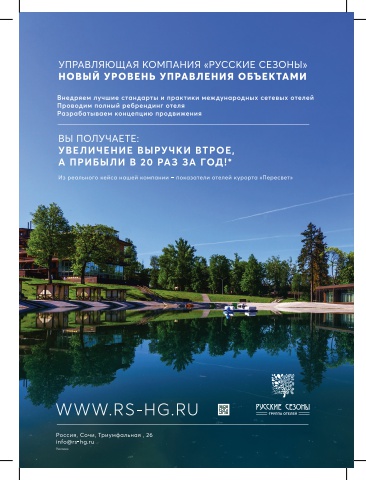 УПРАВЛЯЮЩАЯ КОМПАНИЯ «РУССКИЕ СЕЗОНЫ»
НОВЫЙ УРОВЕНЬ УПРАВЛЕНИЯ ОБЪЕКТАМИ
Внедряем лучшие стандарты и практики международных сетевых отелей
Проводим полный ребрендинг отеля
Разрабатываем концепцию продвижения
ВЫ ПОЛУЧАЕТЕ:
УВЕЛИЧЕНИЕ ВЫРУЧКИ ВТРОЕ,
А ПРИБЫЛИ В 20 РАЗ ЗА ГОД!*
Из реального кейса нашей компании – показатели отелей курорта «Пересвет»
WWW.RS-HG.RU
РУССКИЕ СЕЗОНЫ
ГРУППА ОТЕЛЕЙ
Россия, Сочи, Триумфальная , 26
info@rs-hg.ru